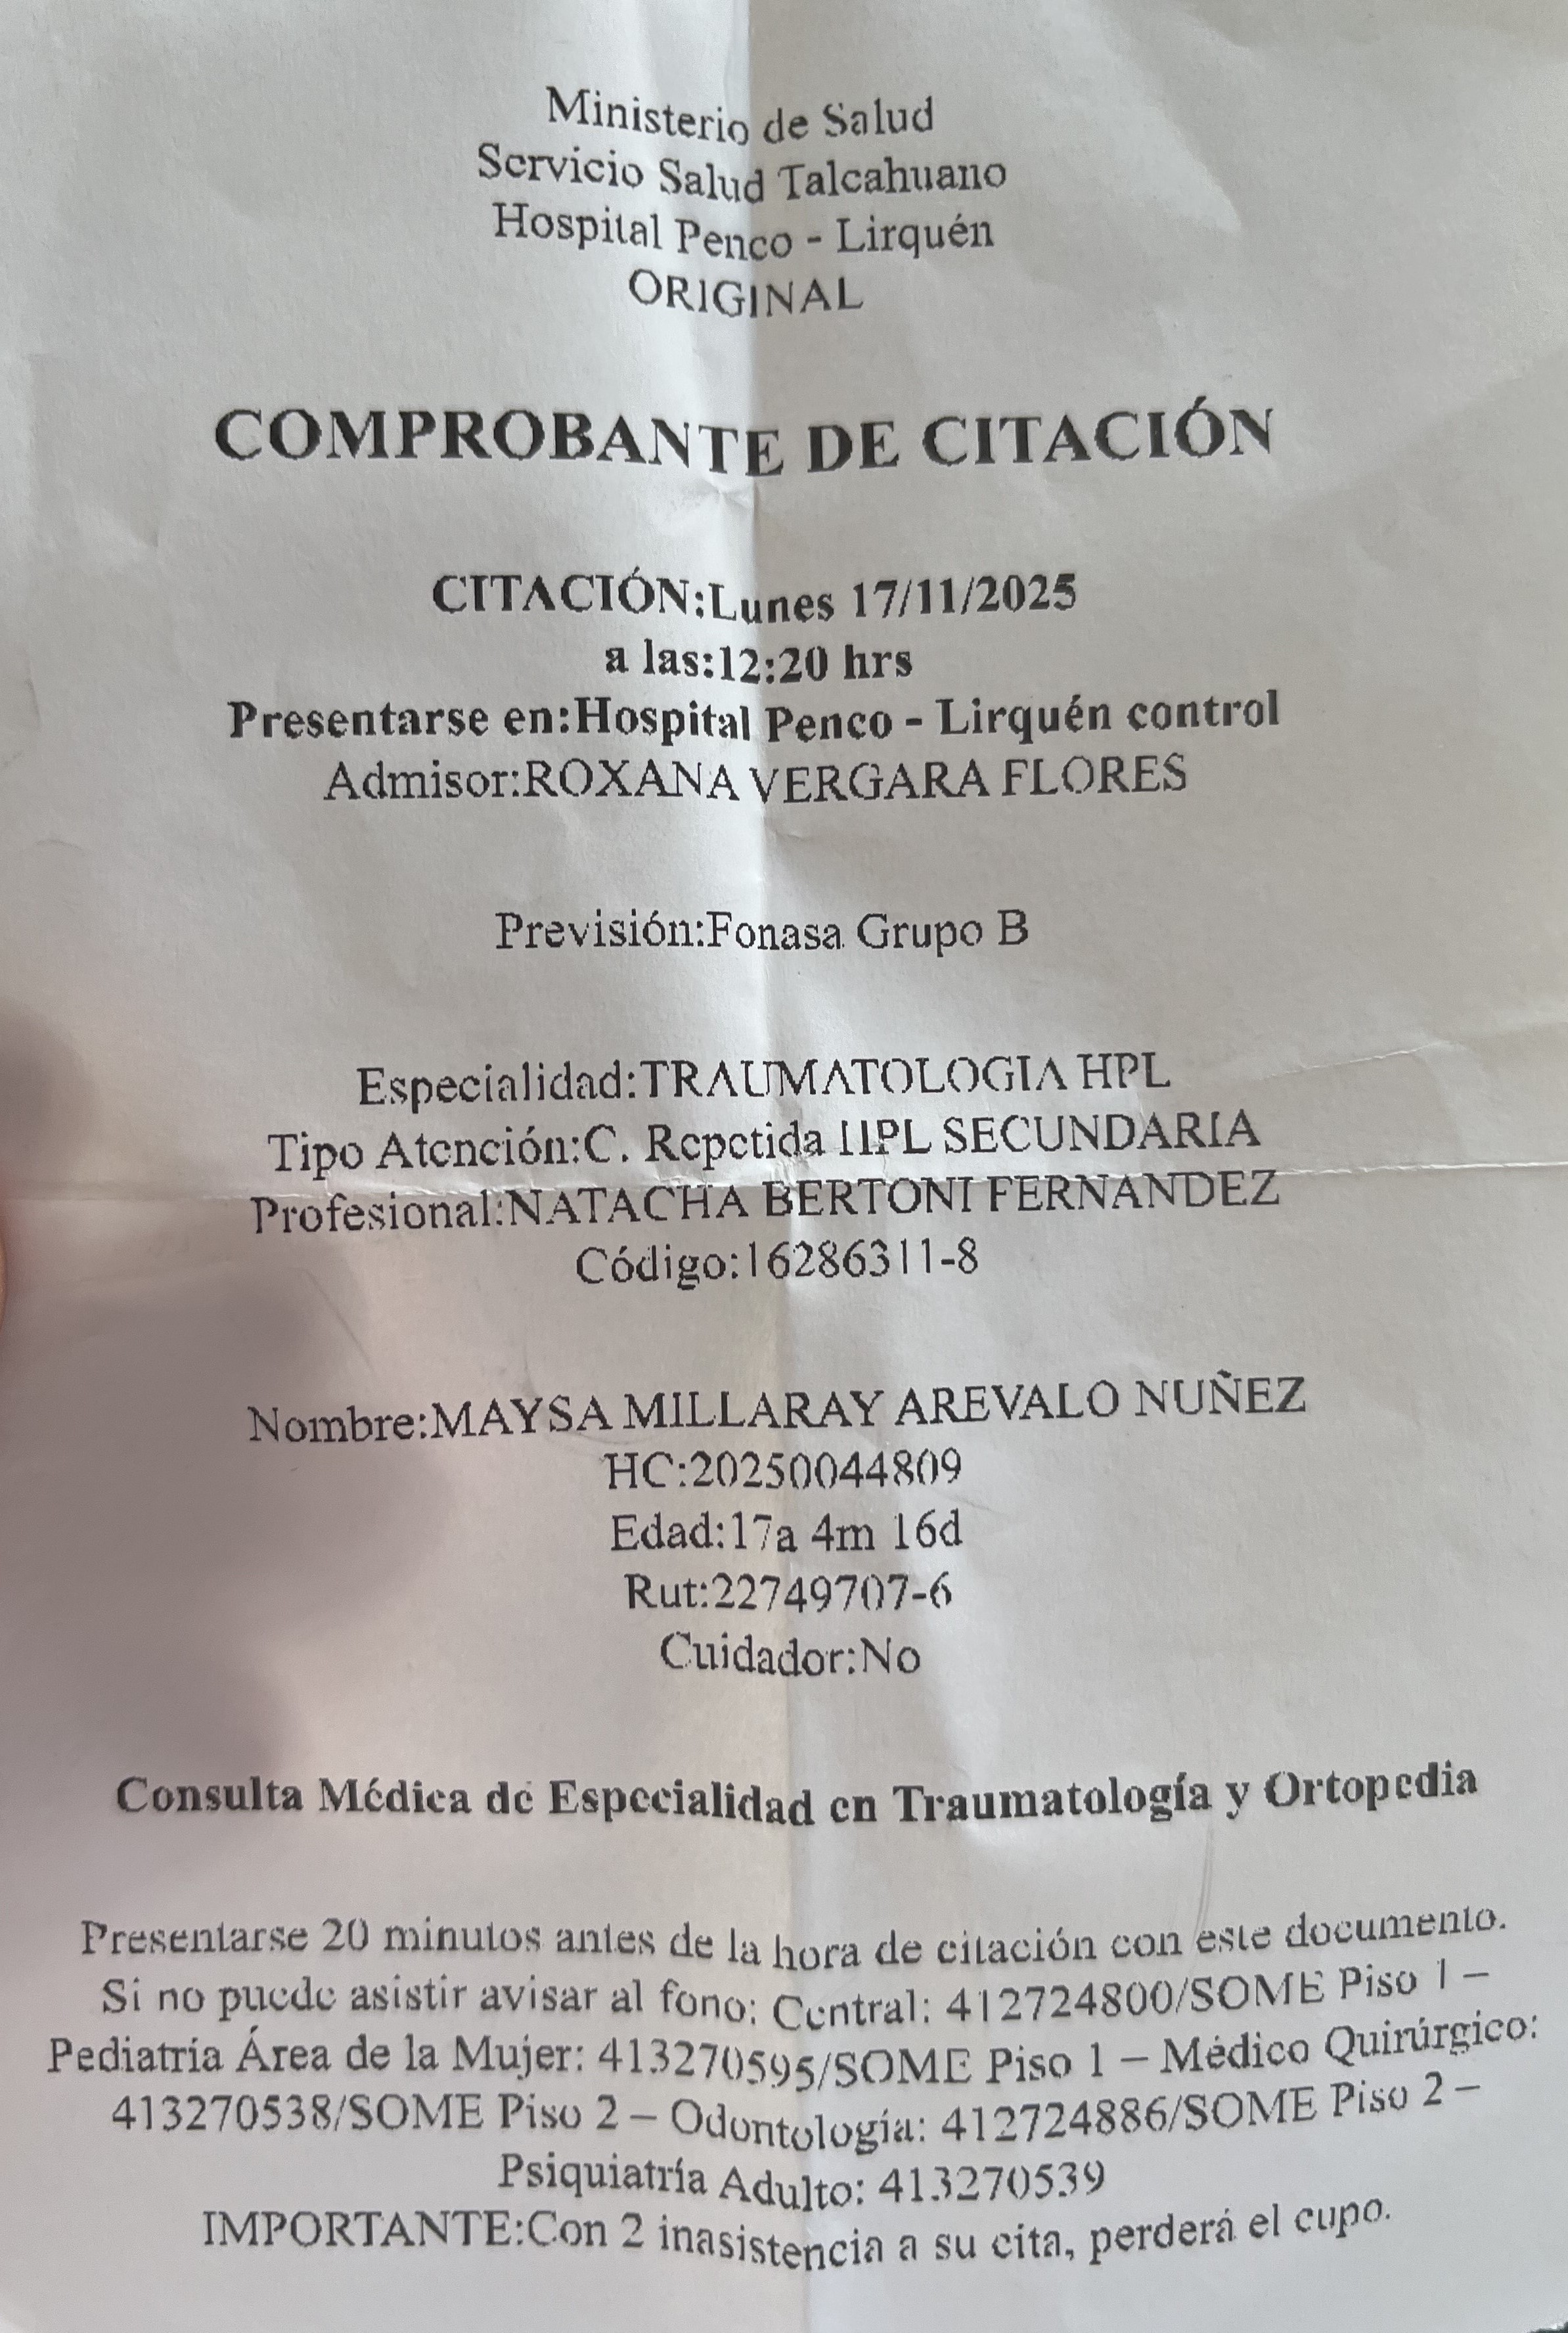 Ministerio de Salud
Servicio Salud Talcahuano
Hospital Penco - Lirquén
ORIGINAL
COMPROBANTE DE CITACIÓN
CITACIÓN:Lunes 17/11/2025
a las:12:20 hrs
Presentarse en:Hospital Penco - Lirquén control
Admisor:ROXANA VERGARA FLORES
Previsión:Fonasa Grupo B
Especialidad:TRAUMATOLOGIA HPL
Tipo Atención:C. Repetida HPL SECUNDARIA
Profesional:NATACHA BERTONI FERNANDEZ
Código:16286311-8
Nombre:MAYSA MILLARAY AREVALO NUÑEZ
HC:20250044809
Edad:17a 4m 16d
Rut:22749707-6
Cuidador:No
Consulta Médica de Especialidad en Traumatología y Ortopedia
Presentarse 20 minutos antes de la hora de citación con este documento.
Si no puede asistir avisar al fono: Central: 412724800/SOME Piso 1 –
Pediatría Área de la Mujer: 413270595/SOME Piso 1 – Médico Quirúrgico:
413270538/SOME Piso 2 – Odontología: 412724886/SOME Piso 2 –
Psiquiatría Adulto: 413270539
IMPORTANTE:Con 2 inasistencia a su cita, perderá el cupo.